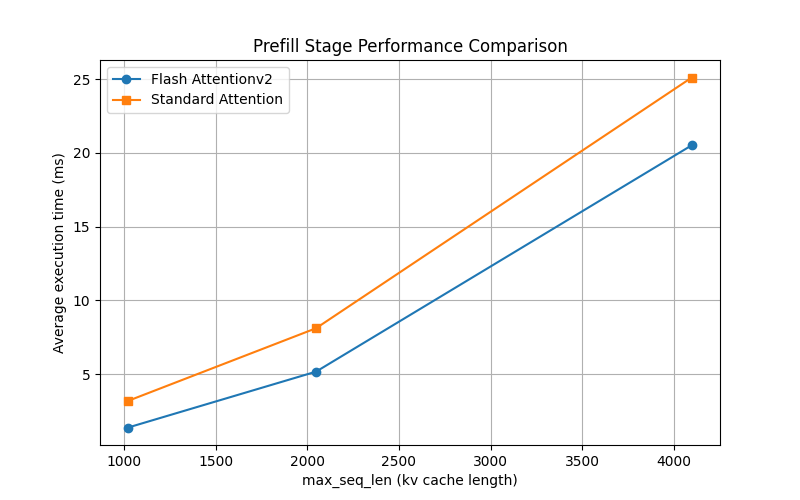 Prefill Stage Performance Comparison
Flash Attentionv2
Standard Attention
Average execution time (ms)
25
20
15
10
5
1000 1500 2000 2500 3000 3500 4000
max_seq_len (kv cache length)